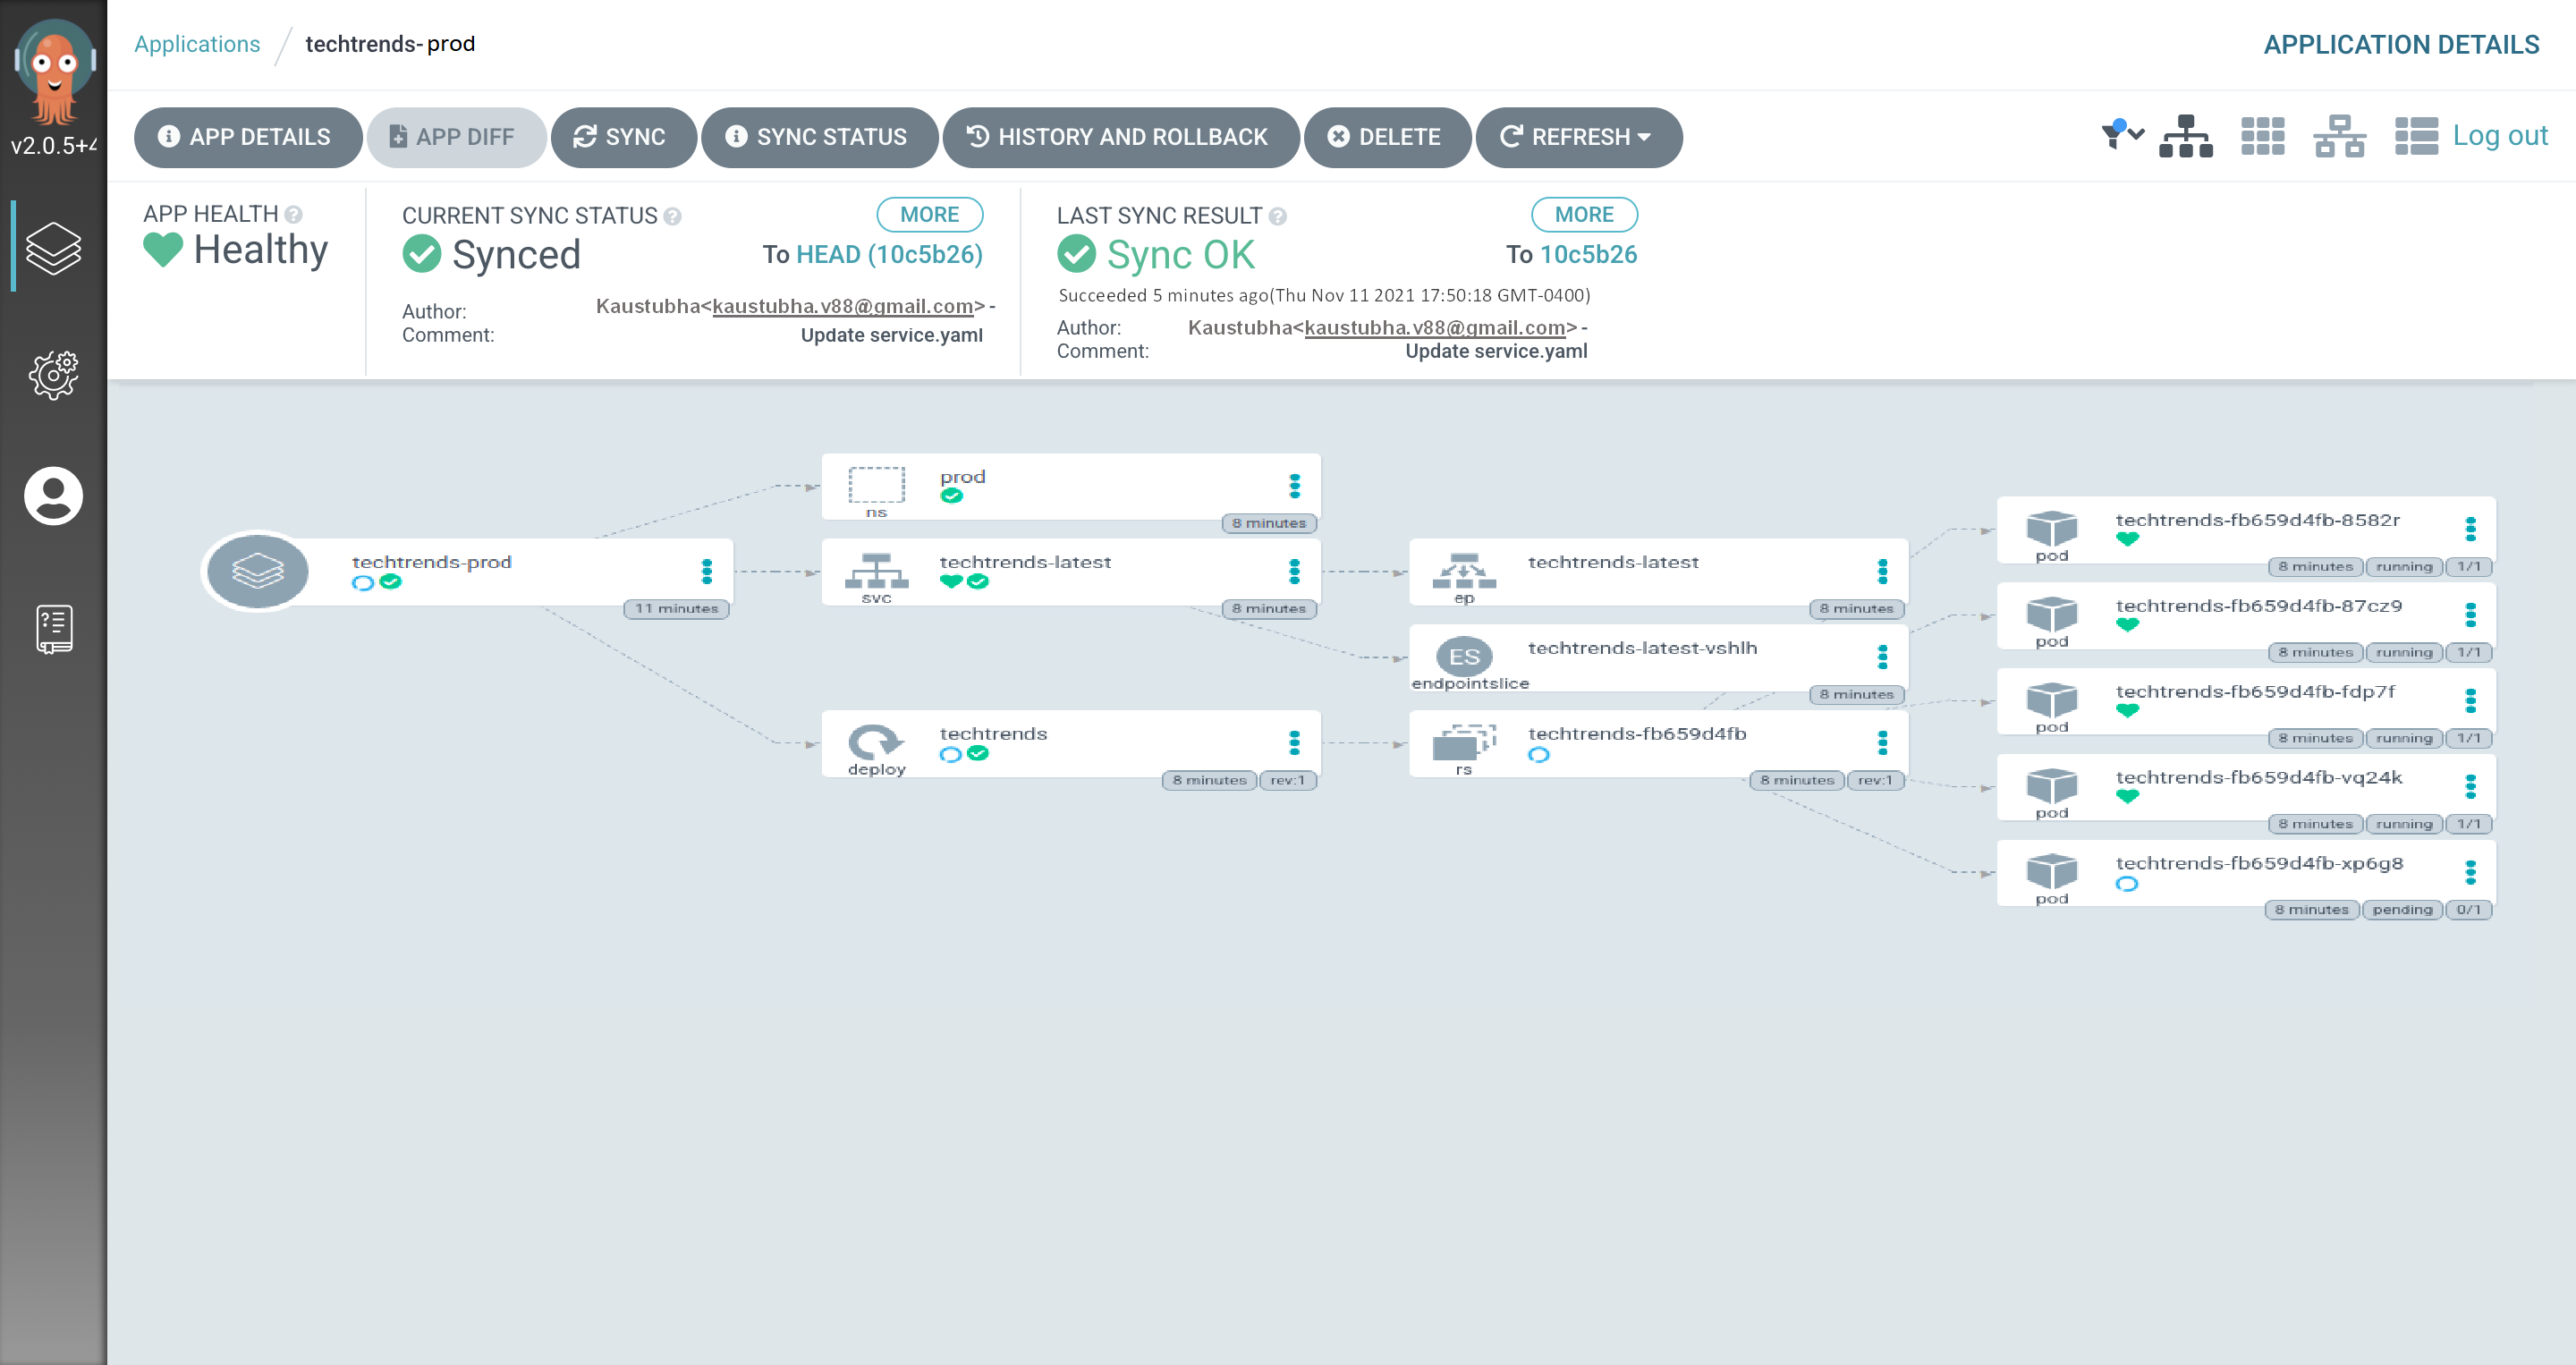 v2.0.5+4
Applications / techtrends-prod
APPLICATION DETAILS
APP DETAILS
APP DIFF
SYNC
SYNC STATUS
HISTORY AND ROLLBACK
DELETE
REFRESH
Log out
APP HEALTH ?
Healthy
CURRENT SYNC STATUS ?
MORE
Synced
To HEAD (10c5b26)
Author: Kaustubha<kaustubha.v88@gmail.com> -
Comment: Update service.yaml
LAST SYNC RESULT ?
MORE
Sync OK
To 10c5b26
Succeeded 5 minutes ago(Thu Nov 11 2021 17:50:18 GMT-0400)
Author: Kaustubha<kaustubha.v88@gmail.com> -
Comment: Update service.yaml
techtrends-prod
11 minutes
prod
ns
8 minutes
techtrends-latest
svc
8 minutes
techtrends
deploy
8 minutes rev:1
techtrends-latest
ep
8 minutes
ES
techtrends-latest-vshlh
endpointslice
8 minutes
techtrends-fb659d4fb
rs
8 minutes rev:1
techtrends-fb659d4fb-8582r
pod
8 minutes running 1/1
techtrends-fb659d4fb-87cz9
pod
8 minutes running 1/1
techtrends-fb659d4fb-fdp7f
pod
8 minutes running 1/1
techtrends-fb659d4fb-vq24k
pod
8 minutes running 1/1
techtrends-fb659d4fb-xp6g8
pod
8 minutes pending 0/1